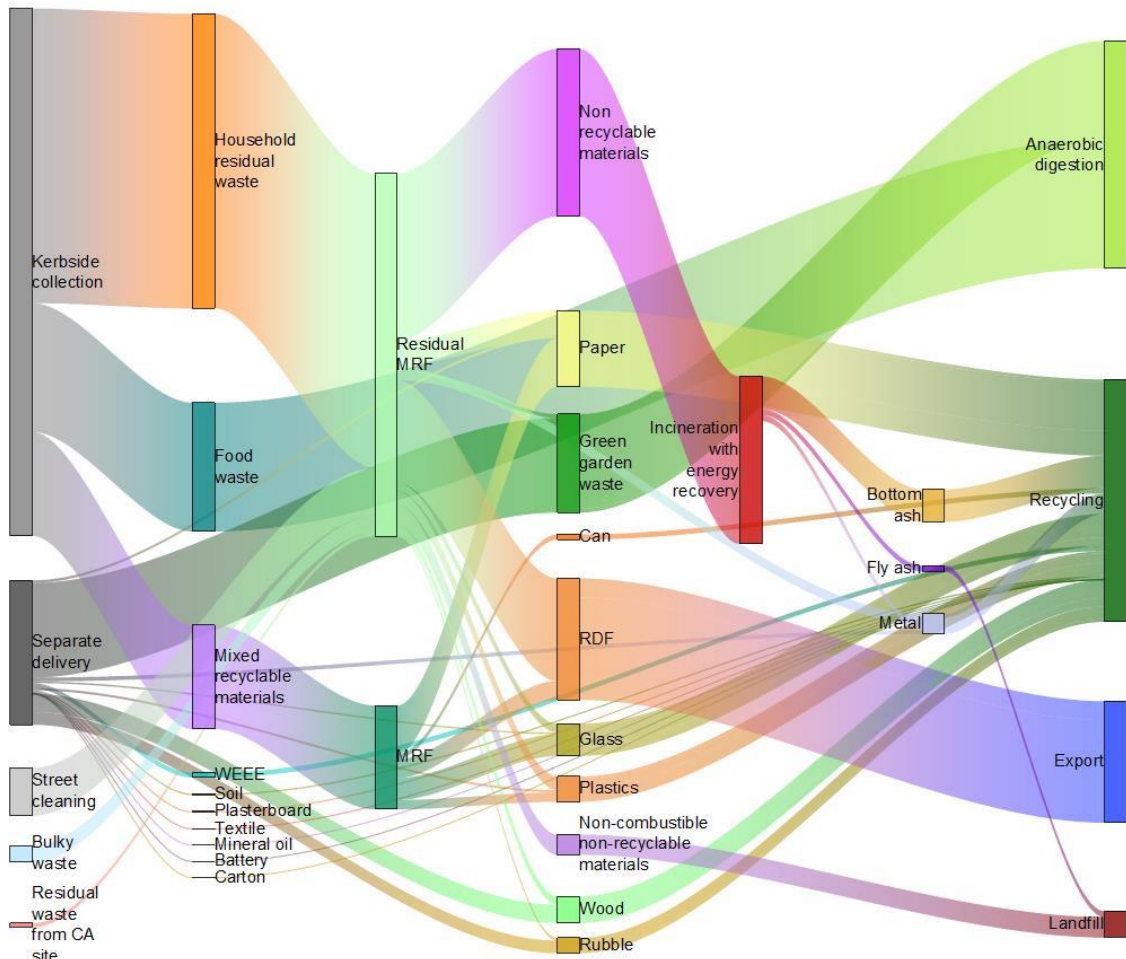 Kerbside
collection
Separate
delivery
Street
cleaning
Bulky
waste
Residual
waste
from CA
site
Household
residual
waste
Food
waste
Mixed
recyclable
materials
WEEE
Soil
Plasterboard
Textile
Mineral oil
Battery
Carton
Residual
MRF
MRF
Non
recyclable
materials
Paper
Green
garden
waste
Can
RDF
Glass
Plastics
Non-combustible
non-recyclable
materials
Wood
Rubble
Incineration
with
energy
recovery
Bottom
ash
Fly ash
Metal
Anaerobic
digestion
Recycling
Export
Landfill